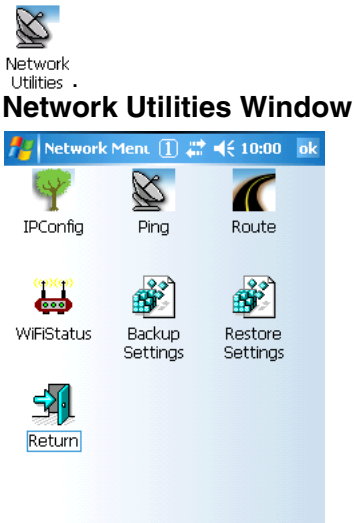 Network
Utilities .
Network Utilities Window
Network Menu 1 10:00 ok
IPConfig Ping Route
WiFiStatus Backup Settings Restore Settings
Return